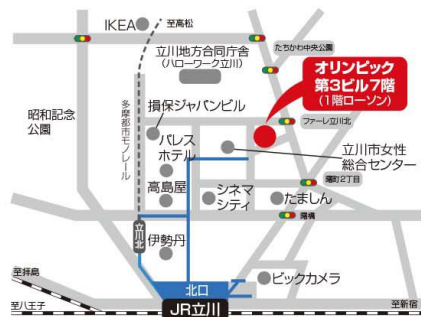 IKEA
至高松
たちかわ中央公園
立川地方合同庁舎
(ハローワーク立川)
オリンピック
第3ビル7階
(1階ローソン)
昭和記念
公園
多摩都市モノレール
損保ジャパンビル
ファーレ立川北
パレス
ホテル
立川市女性
総合センター
高島屋
シネマ
シティ
たましん
曙町2丁目
曙橋
立川北
伊勢丹
至拝島
北口
ビックカメラ
至八王子
JR立川
至新宿